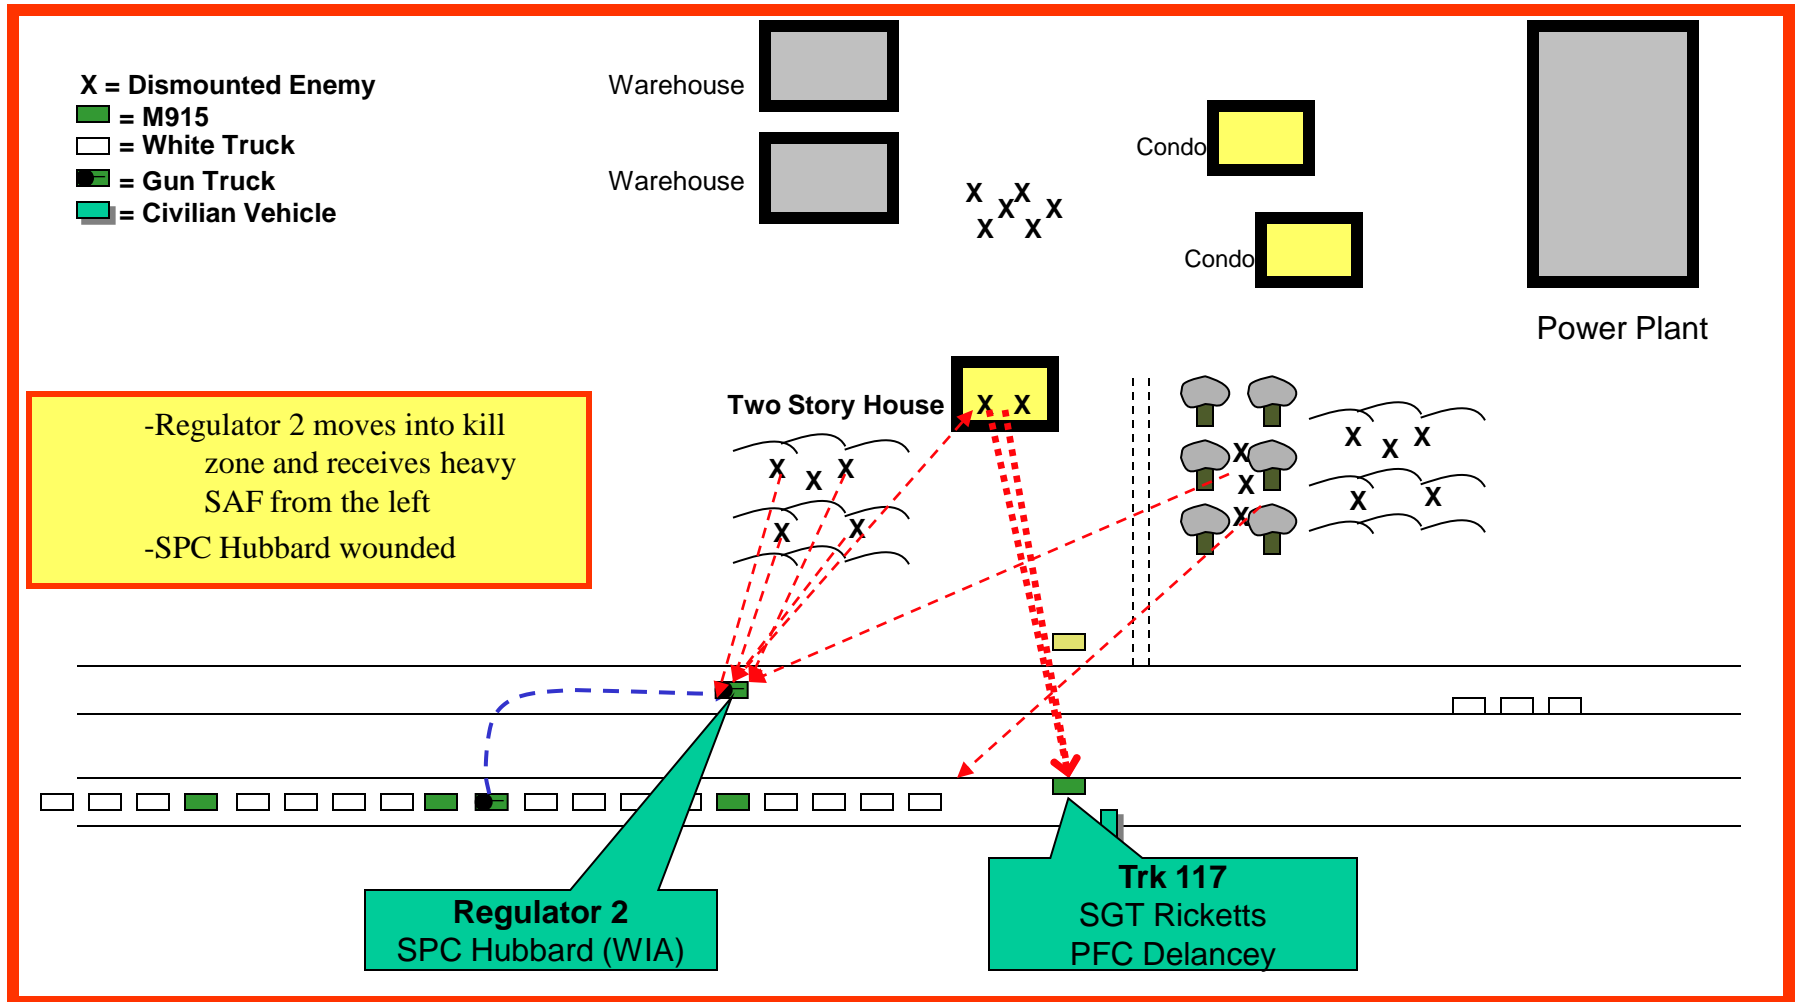 X = Dismounted Enemy
= M915
= White Truck
= Gun Truck
= Civilian Vehicle
Warehouse
Warehouse
X X
X X
X X
Condo
Condo
Power Plant
-Regulator 2 moves into kill
zone and receives heavy
SAF from the left
-SPC Hubbard wounded
Two Story House
X X
X X X
X X
X
X
X
X X X
X X
Regulator 2
SPC Hubbard (WIA)
Trk 117
SGT Ricketts
PFC Delancey